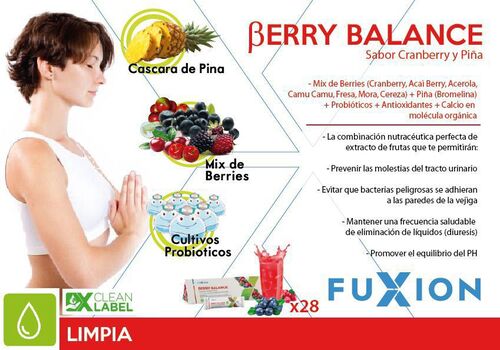 βERRY BALANCE
Sabor Cranberry y Piña
- Mix de Berries (Cranberry, Acai Berry, Acerola,
Camu Camu, Fresa, Mora, Cereza) + Piña (Bromelina)
+ Probióticos + Antioxidantes + Calcio en
molécula orgánica
- La combinación nutracéutica perfecta de
extracto de frutas que te permitirán:
- Prevenir las molestias del tracto urinario
- Evitar que bacterias peligrosas se adhieran
a las paredes de la vejiga
- Mantener una frecuencia saludable
de eliminación de líquidos (diuresis)
- Promover el equilibrio del PH
Cascara de Pina
Mix de
Berries
Cultivos
Probioticos
CLEAN
LABEL
FUXION
BERRY BALANCE
x28
FUXION
LIMPIA